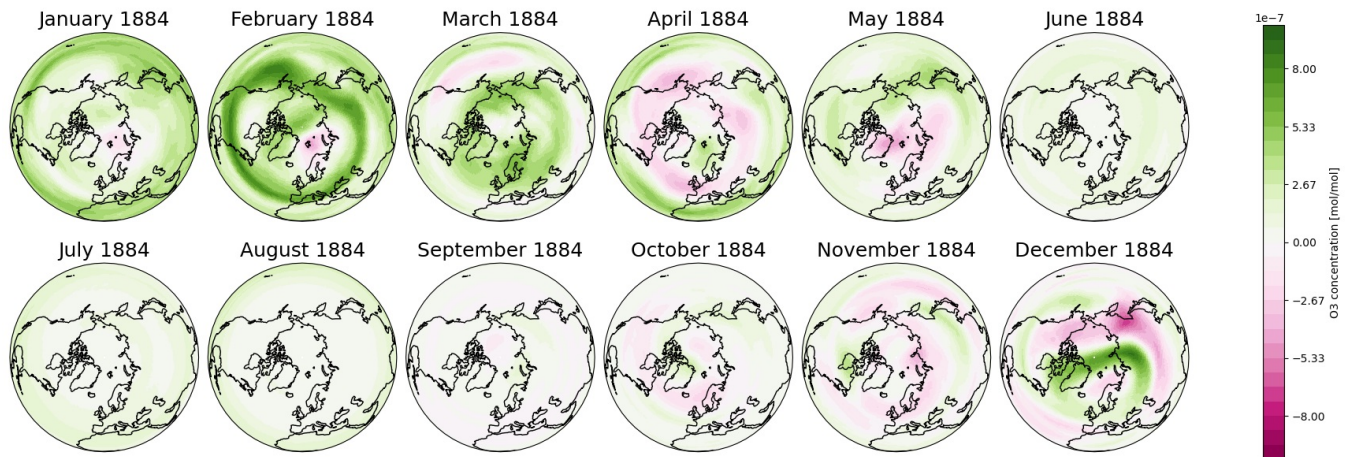 January 1884
February 1884
March 1884
April 1884
May 1884
June 1884
1e−7
8.00
5.33
2.67
0.00
−2.67
−5.33
−8.00
O3 concentration [mol/mol]
July 1884
August 1884
September 1884
October 1884
November 1884
December 1884